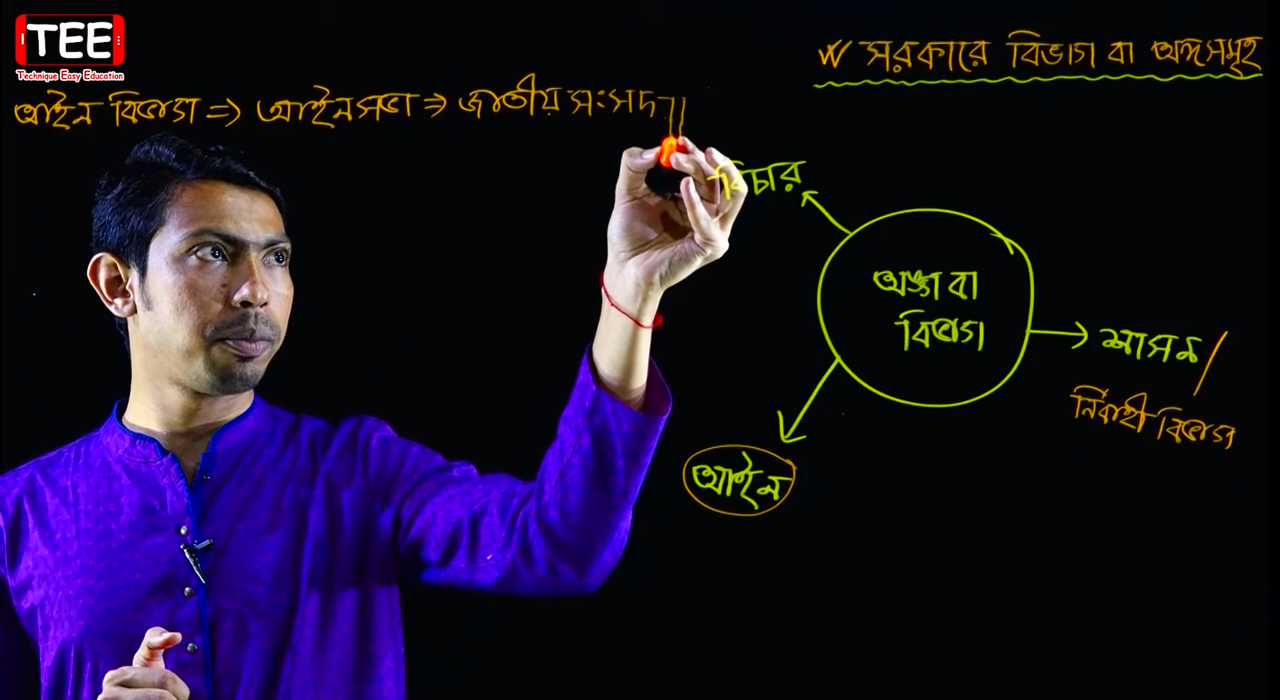 TEE
Technique Easy Education
সরকারে বিভাগ বা অঙ্গসমূহ
আইন বিভাগ => আইনসভা => জাতীয় সংসদ।।
বিচার
অঙ্গ বা
বিভাগ
শাসন/
নির্বাহী বিভাগ
আইন